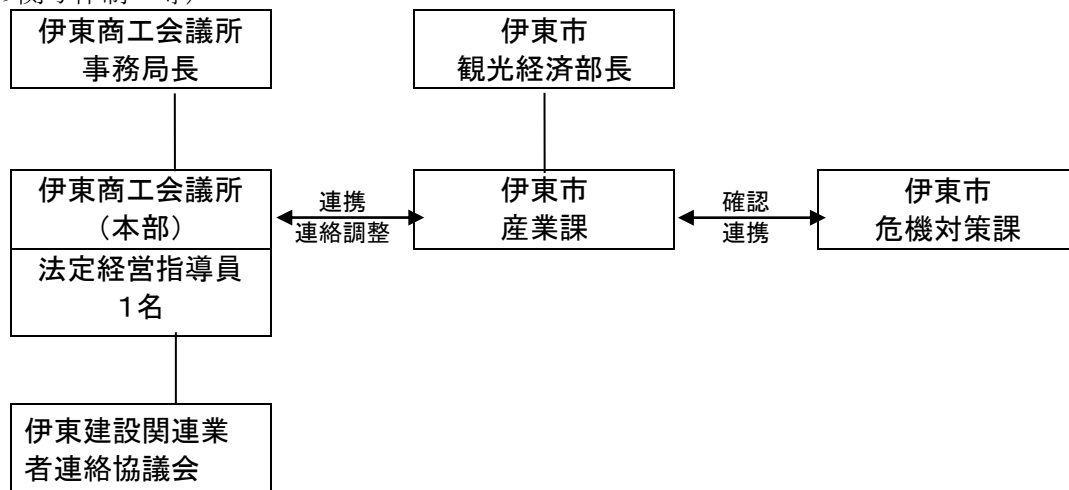 伊東商工会議所
事務局長
伊東市
観光経済部長
伊東商工会議所
(本部)
法定経営指導員
1名
連携
連絡調整
伊東市
産業課
確認
連携
伊東市
危機対策課
伊東建設関連業
者連絡協議会